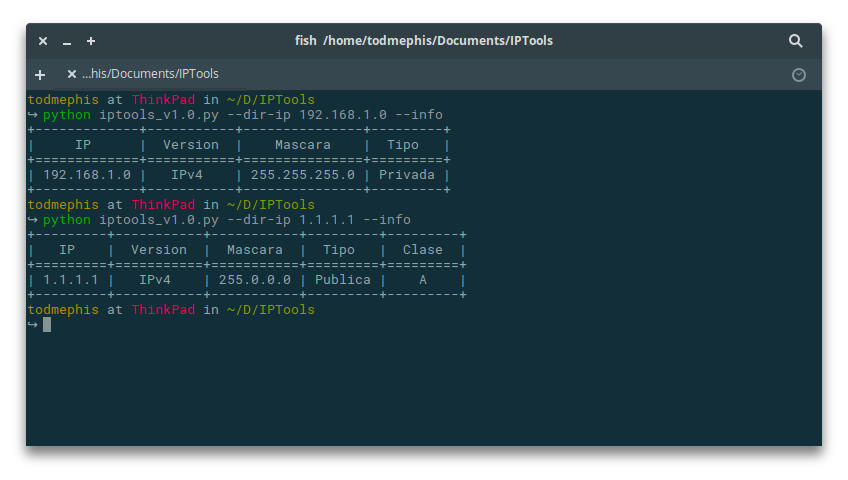 fish /home/todmephis/Documents/IPTools
...his/Documents/IPTools
todmephis at ThinkPad in ~/D/IPTools
↪ python iptools_v1.0.py --dir-ip 192.168.1.0 --info
+-------------+-----------+---------------+---------+
|     IP      |  Version  |    Mascara    |  Tipo   |
+=============+===========+===============+=========+
| 192.168.1.0 |   IPv4    | 255.255.255.0 | Privada |
+-------------+-----------+---------------+---------+
todmephis at ThinkPad in ~/D/IPTools
↪ python iptools_v1.0.py --dir-ip 1.1.1.1 --info
+---------+-----------+-----------+---------+---------+
|   IP    |  Version  |  Mascara  |  Tipo   |  Clase  |
+=========+===========+===========+=========+=========+
| 1.1.1.1 |   IPv4    | 255.0.0.0 | Publica |    A    |
+---------+-----------+-----------+---------+---------+
todmephis at ThinkPad in ~/D/IPTools
↪